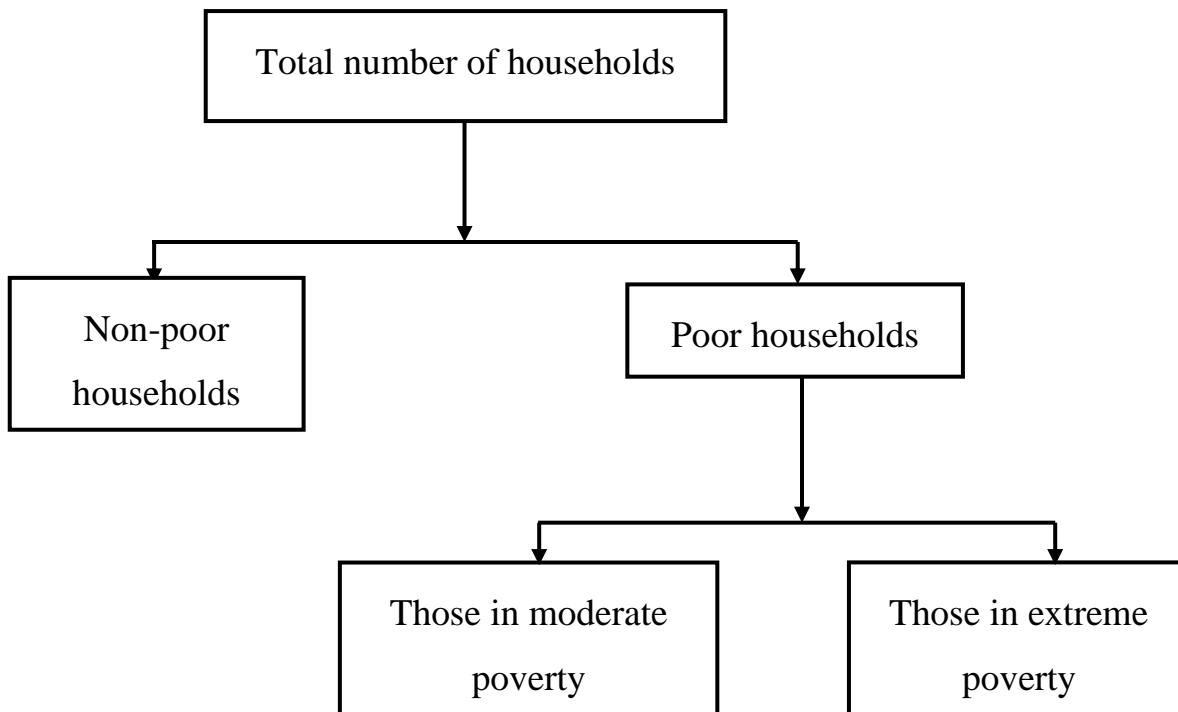 Total number of households
Non-poor
households
Poor households
Those in moderate
poverty
Those in extreme
poverty